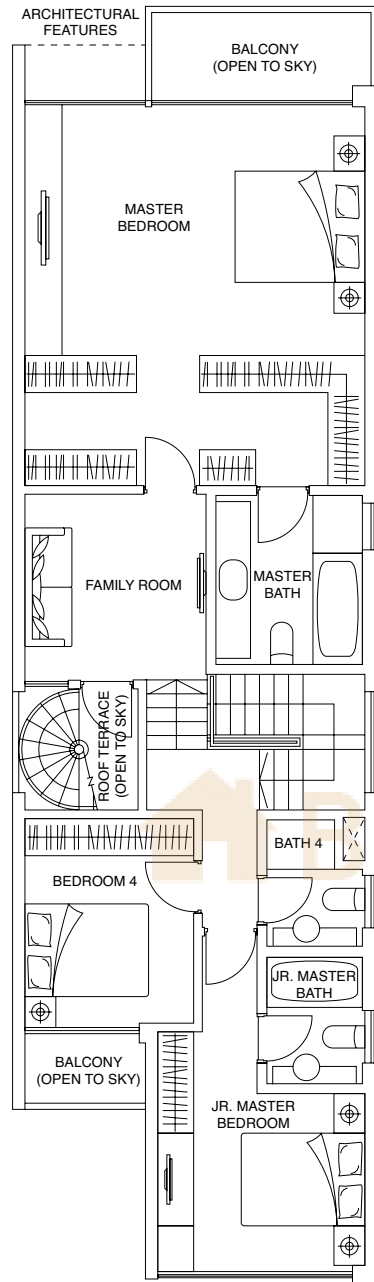 ARCHITECTURAL
FEATURES
BALCONY
(OPEN TO SKY)
MASTER
BEDROOM
FAMILY ROOM
MASTER
BATH
ROOF TERRACE
(OPEN TO SKY)
B
BATH 4
BEDROOM 4
JR. MASTER
BATH
BALCONY
(OPEN TO SKY)
JR. MASTER
BEDROOM